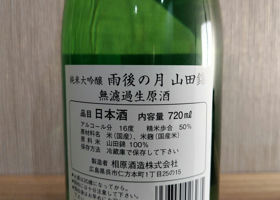 純米大吟醸 雨後の月 山田錦
無濾過生原酒
品目 日本酒 内容量 720ml
アルコール分 16度 精米歩合 50%
原材料名 米(国産)、米麹(国産米)
原料米 山田錦 100%
保存方法 冷蔵庫で保存して下さい。
製造者 相原酒造株式会社
広島県呉市仁方本町1丁目25の15